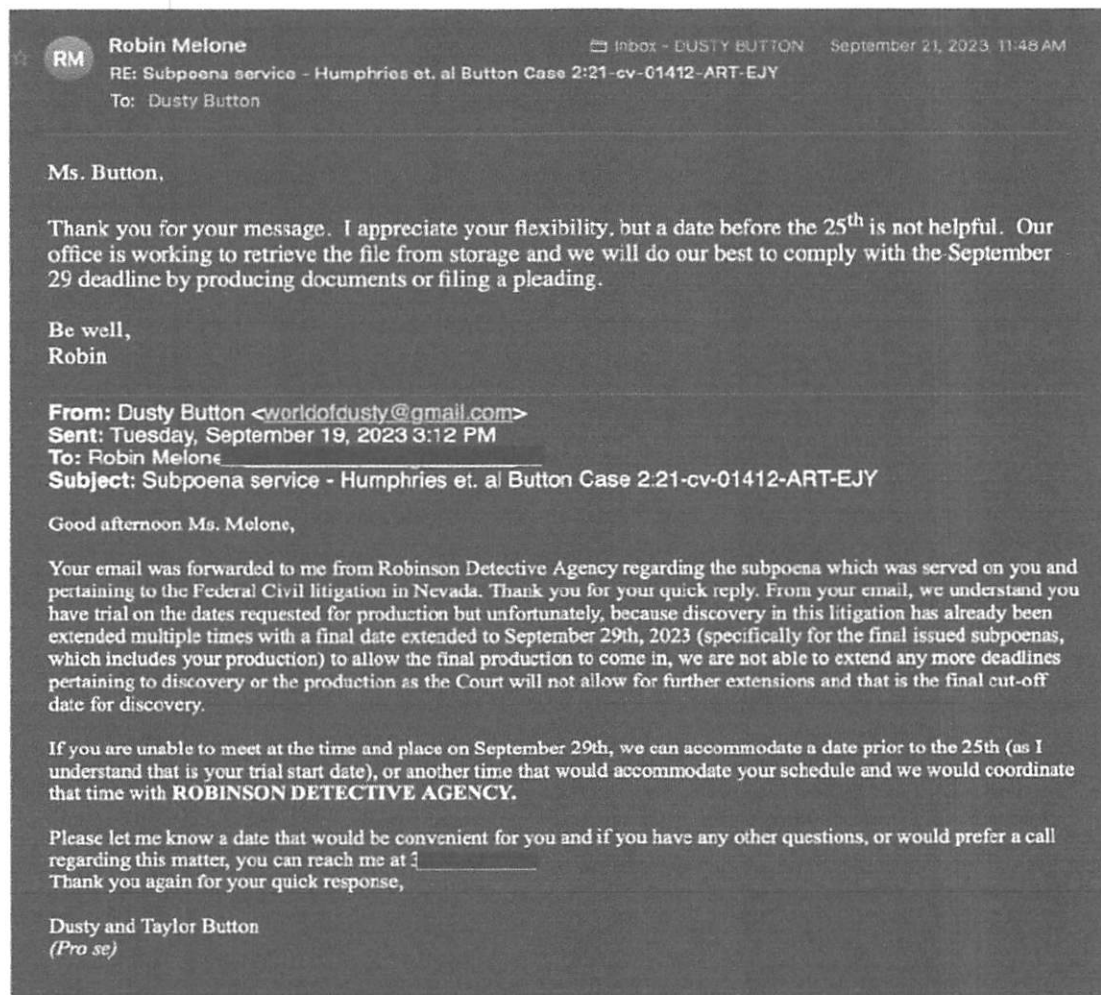 RM
Robin Melone
Inbox - DUSTY BUTTON September 21, 2023 11:48 AM
RE: Subpoena service - Humphries et. al Button Case 2:21-cv-01412-ART-EJY
To: Dusty Button
Ms. Button,
Thank you for your message. I appreciate your flexibility, but a date before the 25th is not helpful. Our
office is working to retrieve the file from storage and we will do our best to comply with the September
29 deadline by producing documents or filing a pleading.
Be well,
Robin
From: Dusty Button <worldofdusty@gmail.com>
Sent: Tuesday, September 19, 2023 3:12 PM
To: Robin Melone
Subject: Subpoena service - Humphries et. al Button Case 2:21-cv-01412-ART-EJY
Good afternoon Ms. Melone,
Your email was forwarded to me from Robinson Detective Agency regarding the subpoena which was served on you and
pertaining to the Federal Civil litigation in Nevada. Thank you for your quick reply. From your email, we understand you
have trial on the dates requested for production but unfortunately, because discovery in this litigation has already been
extended multiple times with a final date extended to September 29th, 2023 (specifically for the final issued subpoenas,
which includes your production) to allow the final production to come in, we are not able to extend any more deadlines
pertaining to discovery or the production as the Court will not allow for further extensions and that is the final cut-off
date for discovery.
If you are unable to meet at the time and place on September 29th, we can accommodate a date prior to the 25th (as I
understand that is your trial start date), or another time that would accommodate your schedule and we would coordinate
that time with ROBINSON DETECTIVE AGENCY.
Please let me know a date that would be convenient for you and if you have any other questions, or would prefer a call
regarding this matter, you can reach me at
Thank you again for your quick response,
Dusty and Taylor Button
(Pro se)